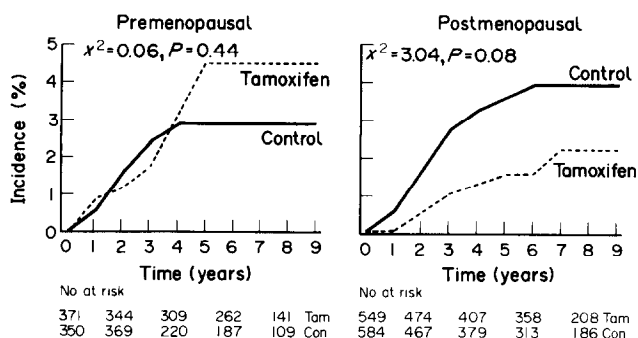 Premenopausal
x²=0.06, P=0.44
Tamoxifen
Control
Incidence (%)
5
4
3
2
1
0
0 1 2 3 4 5 6 7 8 9
Time (years)
No at risk
371 344 309 262 141 Tam
350 369 220 187 109 Con
Postmenopausal
x²=3.04, P=0.08
Control
Tamoxifen
0 1 2 3 4 5 6 7 8 9
Time (years)
No at risk
549 474 407 358 208 Tam
584 467 379 313 186 Con